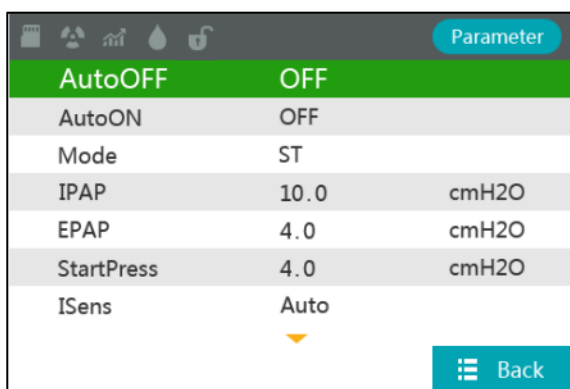 Parameter
AutoOFF OFF
AutoON OFF
Mode ST
IPAP 10.0 cmH2O
EPAP 4.0 cmH2O
StartPress 4.0 cmH2O
ISens Auto
Back